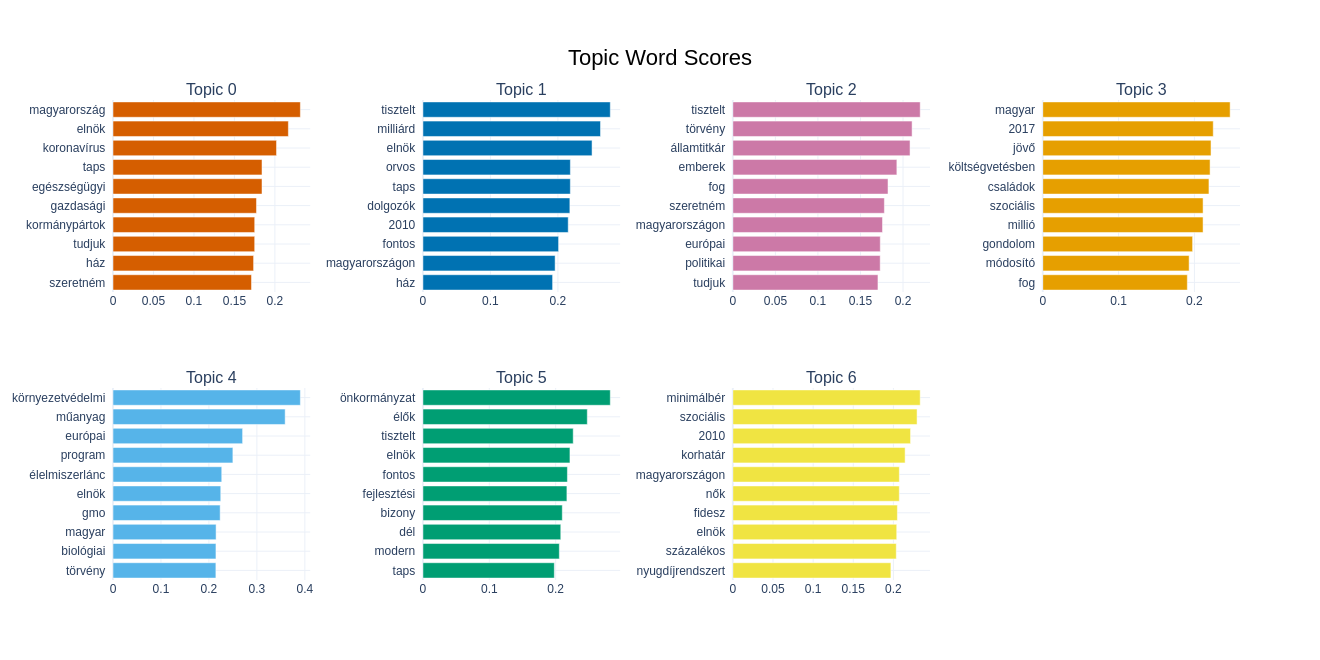 Topic Word Scores
Topic 0
magyarország
elnök
koronavírus
taps
egészségügyi
gazdasági
kormánypártok
tudjuk
ház
szeretném
0 0.05 0.1 0.15 0.2
Topic 1
tisztelt
milliárd
elnök
orvos
taps
dolgozók
2010
fontos
magyarországon
ház
0 0.1 0.2
Topic 2
tisztelt
törvény
államtitkár
emberek
fog
szeretném
magyarországon
európai
politikai
tudjuk
0 0.05 0.1 0.15 0.2
Topic 3
magyar
2017
jövő
költségvetésben
családok
szociális
millió
gondolom
módosító
fog
0 0.1 0.2
Topic 4
környezetvédelmi
műanyag
európai
program
élelmiszerlánc
elnök
gmo
magyar
biológiai
törvény
0 0.1 0.2 0.3 0.4
Topic 5
önkormányzat
élők
tisztelt
elnök
fontos
fejlesztési
bizony
dél
modern
taps
0 0.1 0.2
Topic 6
minimálbér
szociális
2010
korhatár
magyarországon
nők
fidesz
elnök
százalékos
nyugdíjrendszert
0 0.05 0.1 0.15 0.2